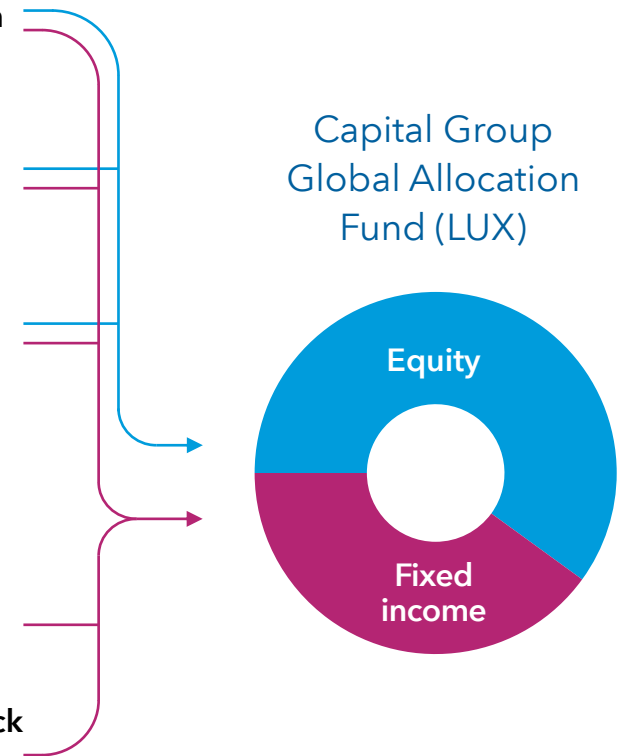 Capital Group
Global Allocation
Fund (LUX)
Equity
Fixed
income